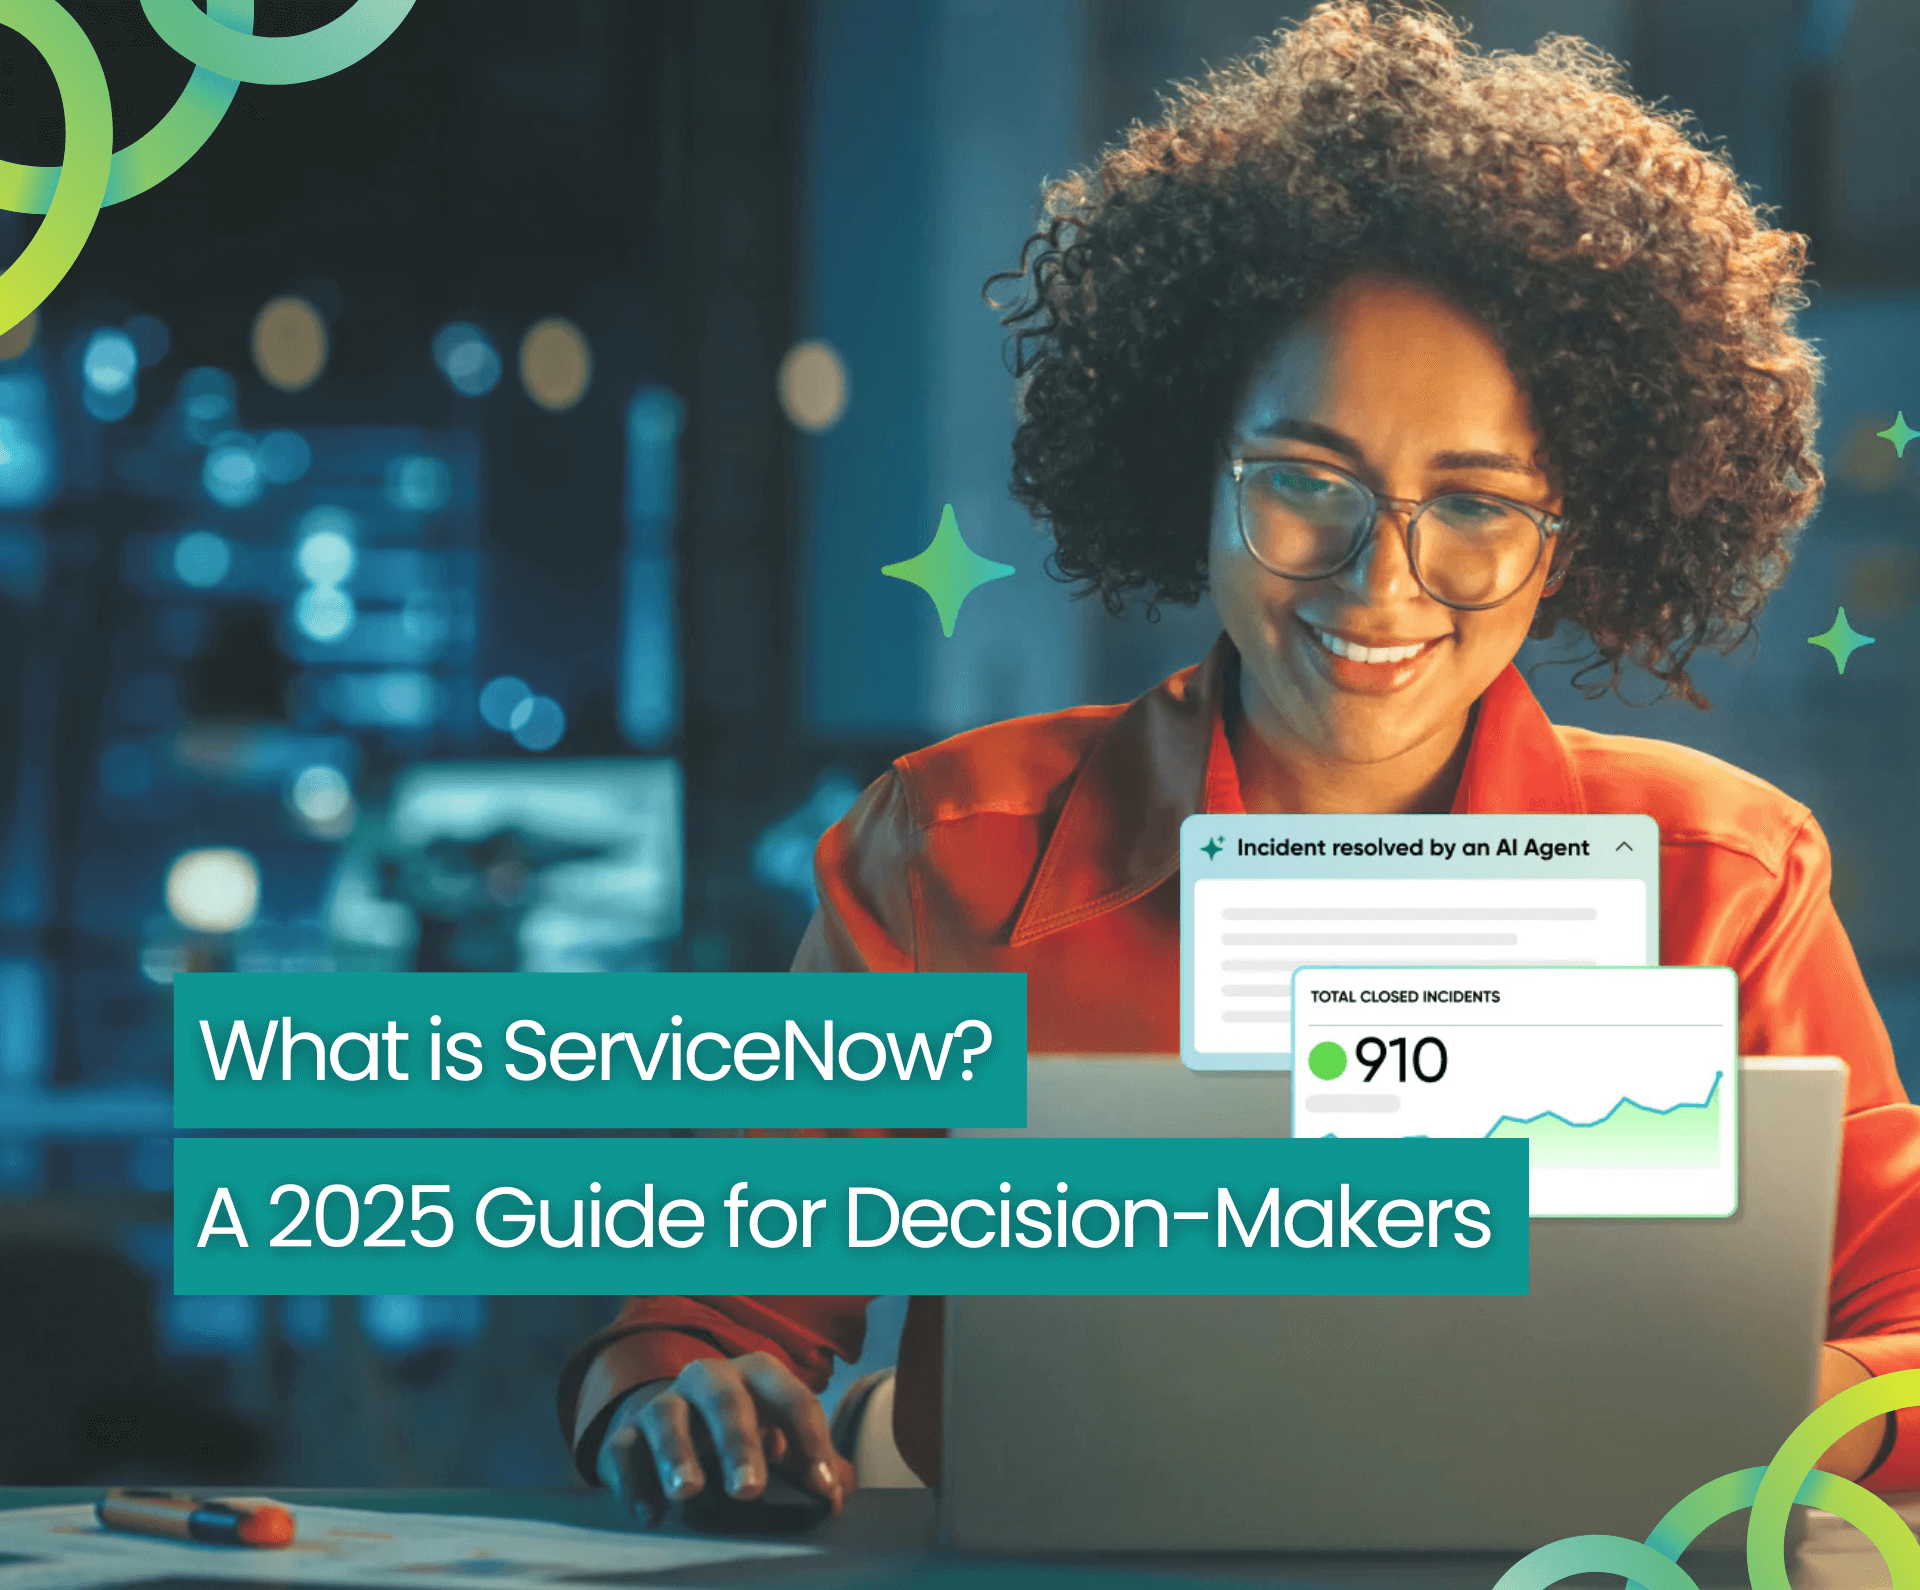 Incident resolved by an AI Agent
TOTAL CLOSED INCIDENTS
910
What is ServiceNow?
A 2025 Guide for Decision-Makers